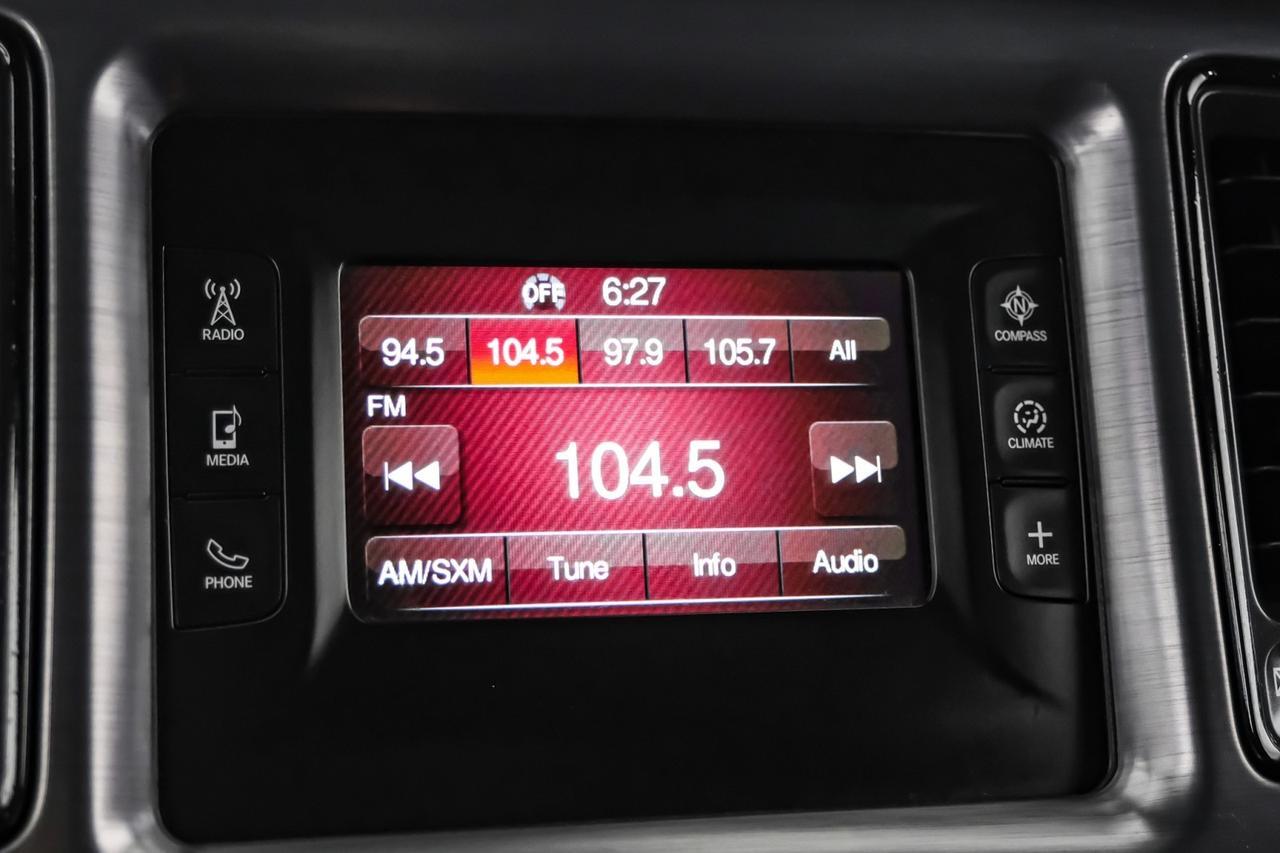 OFF 6:27
94.5 104.5 97.9 105.7 All
FM
104.5
AM/SXM Tune Info Audio
RADIO
MEDIA
PHONE
N
COMPASS
CLIMATE
MORE